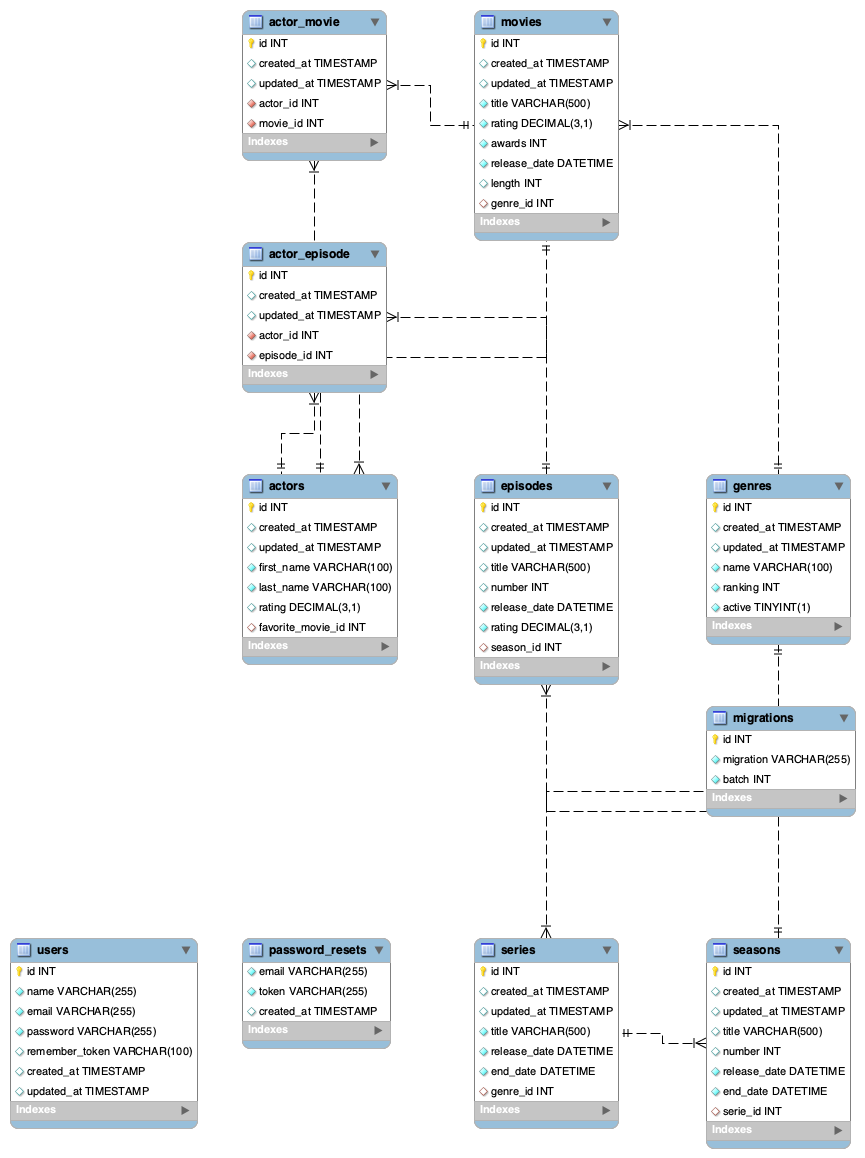 actor_movie
id INT
created_at TIMESTAMP
updated_at TIMESTAMP
actor_id INT
movie_id INT
Indexes
movies
id INT
created_at TIMESTAMP
updated_at TIMESTAMP
title VARCHAR(500)
rating DECIMAL(3,1)
awards INT
release_date DATETIME
length INT
genre_id INT
Indexes
actor_episode
id INT
created_at TIMESTAMP
updated_at TIMESTAMP
actor_id INT
episode_id INT
Indexes
actors
id INT
created_at TIMESTAMP
updated_at TIMESTAMP
first_name VARCHAR(100)
last_name VARCHAR(100)
rating DECIMAL(3,1)
favorite_movie_id INT
Indexes
episodes
id INT
created_at TIMESTAMP
updated_at TIMESTAMP
title VARCHAR(500)
number INT
release_date DATETIME
rating DECIMAL(3,1)
season_id INT
Indexes
genres
id INT
created_at TIMESTAMP
updated_at TIMESTAMP
name VARCHAR(100)
ranking INT
active TINYINT(1)
Indexes
migrations
id INT
migration VARCHAR(255)
batch INT
Indexes
users
id INT
name VARCHAR(255)
email VARCHAR(255)
password VARCHAR(255)
remember_token VARCHAR(100)
created_at TIMESTAMP
updated_at TIMESTAMP
Indexes
password_resets
email VARCHAR(255)
token VARCHAR(255)
created_at TIMESTAMP
Indexes
series
id INT
created_at TIMESTAMP
updated_at TIMESTAMP
title VARCHAR(500)
release_date DATETIME
end_date DATETIME
genre_id INT
Indexes
seasons
id INT
created_at TIMESTAMP
updated_at TIMESTAMP
title VARCHAR(500)
number INT
release_date DATETIME
end_date DATETIME
serie_id INT
Indexes